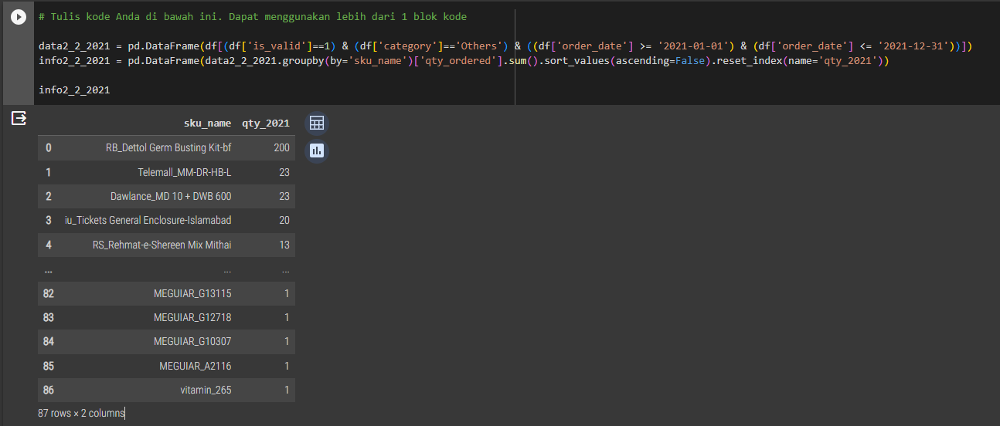 # Tulis kode Anda di bawah ini. Dapat menggunakan lebih dari 1 blok kode
data2_2_2021 = pd.DataFrame(df[(df['is_valid']==1) & (df['category']=='Others') & ((df['order_date'] >= '2021-01-01') & (df['order_date'] <= '2021-12-31'))])
info2_2_2021 = pd.DataFrame(data2_2_2021.groupby(by='sku_name')['qty_ordered'].sum().sort_values(ascending=False).reset_index(name='qty_2021'))
info2_2_2021
sku_name qty_2021
0 RB_Dettol Germ Busting Kit-bf 200
1 Telemall_MM-DR-HB-L 23
2 Dawlance_MD 10 + DWB 600 23
3 iu_Tickets General Enclosure-Islamabad 20
4 RS_Rehmat-e-Shereen Mix Mithai 13
... ... ...
82 MEGUIAR_G13115 1
83 MEGUIAR_G12718 1
84 MEGUIAR_G10307 1
85 MEGUIAR_A2116 1
86 vitamin_265 1
87 rows × 2 columns